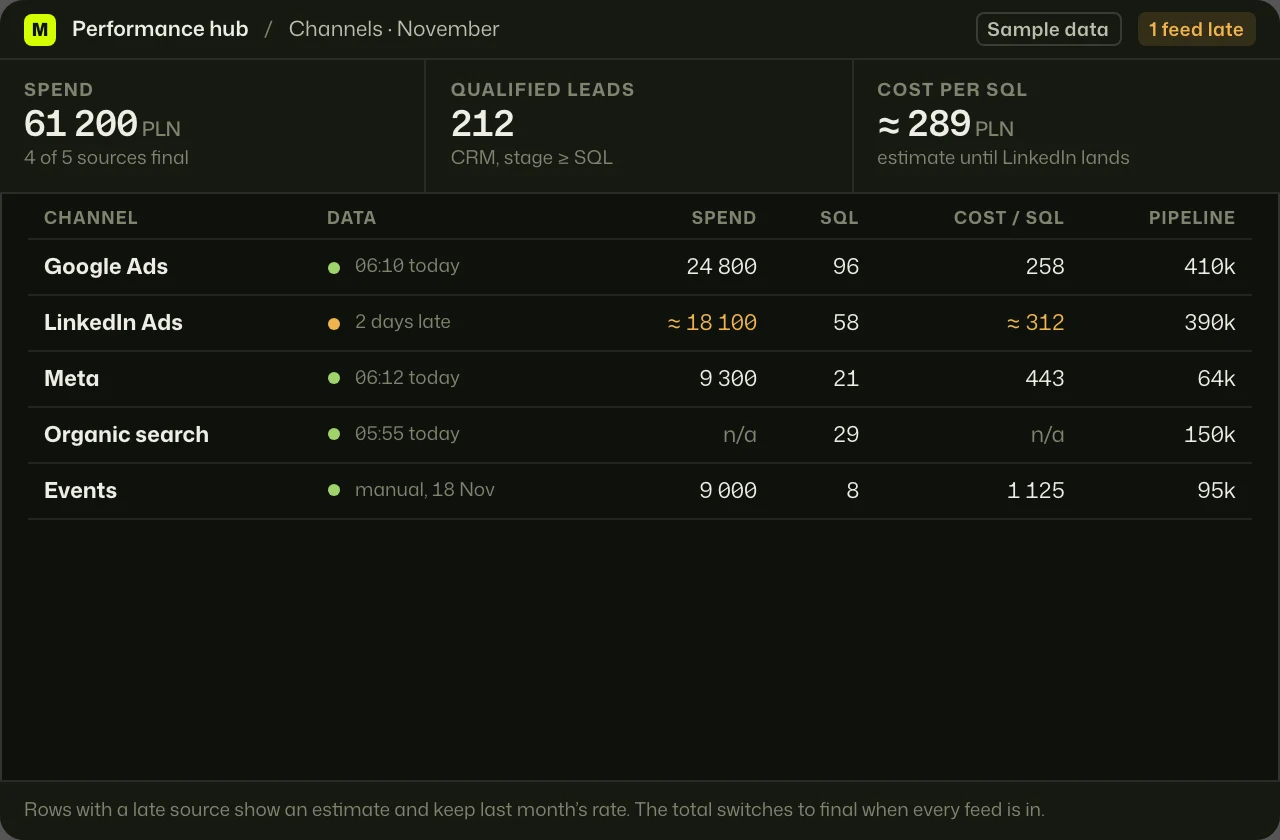 M Performance hub / Channels · November Sample data 1 feed late
SPEND QUALIFIED LEADS COST PER SQL
61 200 PLN 212 ≈ 289 PLN
4 of 5 sources final CRM, stage ≥ SQL estimate until LinkedIn lands
CHANNEL DATA SPEND SQL COST / SQL PIPELINE
Google Ads 06:10 today 24 800 96 258 410k
LinkedIn Ads 2 days late ≈ 18 100 58 ≈ 312 390k
Meta 06:12 today 9 300 21 443 64k
Organic search 05:55 today n/a 29 n/a 150k
Events manual, 18 Nov 9 000 8 1 125 95k
Rows with a late source show an estimate and keep last month’s rate. The total switches to final when every feed is in.